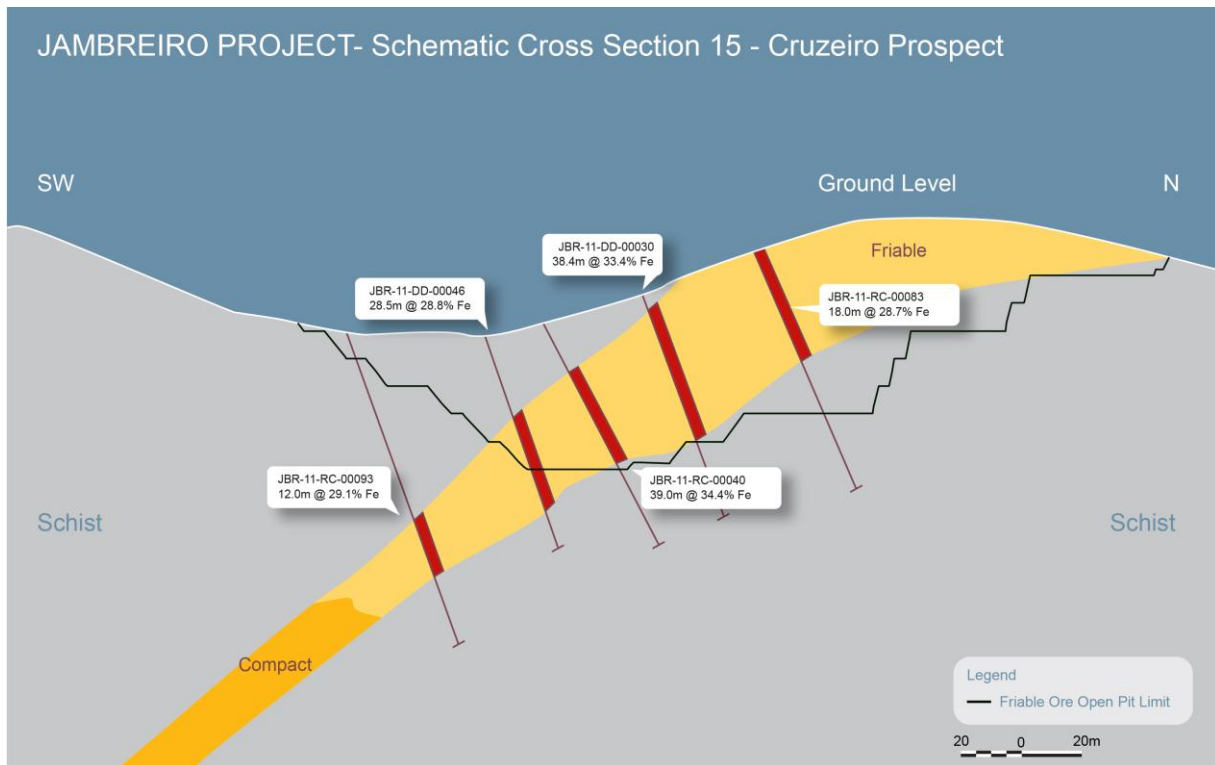 JAMBREIRO PROJECT- Schematic Cross Section 15 - Cruzeiro Prospect
SW
Ground Level
N
JBR-11-DD-00030
38.4m @ 33.4% Fe
Friable
JBR-11-DD-00046
28.5m @ 28.8% Fe
JBR-11-RC-00083
18.0m @ 28.7% Fe
JBR-11-RC-00093
12.0m @ 29.1% Fe
JBR-11-RC-00040
39.0m @ 34.4% Fe
Schist
Schist
Compact
Legend
Friable Ore Open Pit Limit
20 0 20m